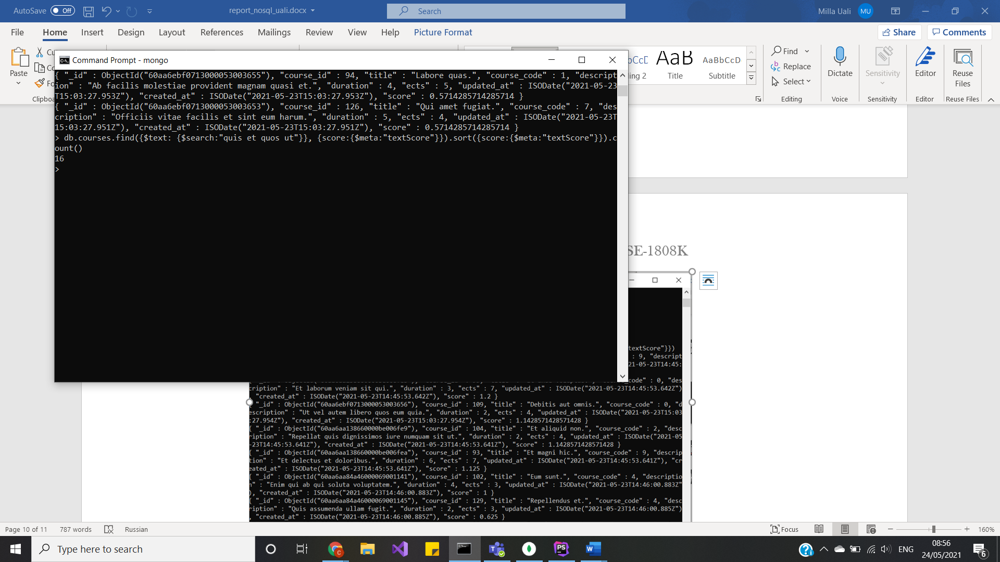 AutoSave Off report_nosql_uali.docx Search Milla Uali MU
File Home Insert Design Layout References Mailings Review View Help Picture Format Share Comments
Paste
Clipboa
ing 2
AaB
Title
AaBbCcD
Subtitle
Find
Replace
Select
Editing
Dictate
Voice
Sensitivity
Sensitivity
Editor
Editor
Reuse
Files
Reuse Files
Command Prompt - mongo
{ "_id" : ObjectId("60aa6ebf0713000053003655"), "course_id" : 94, "title" : "Labore quas.", "course_code" : 1, "descript
ion" : "Ab facilis molestiae provident magnam quasi et.", "duration" : 4, "ects" : 5, "updated_at" : ISODate("2021-05-23
T15:03:27.953Z"), "created_at" : ISODate("2021-05-23T15:03:27.953Z"), "score" : 0.5714285714285714 }
{ "_id" : ObjectId("60aa6ebf0713000053003653"), "course_id" : 126, "title" : "Qui amet fugiat.", "course_code" : 7, "des
cription" : "Officiis vitae facilis et sint eum harum.", "duration" : 5, "ects" : 4, "updated_at" : ISODate("2021-05-23T
15:03:27.951Z"), "created_at" : ISODate("2021-05-23T15:03:27.951Z"), "score" : 0.5714285714285714 }
> db.courses.find({$text: {$search:"quis et quos ut"}}, {score:{$meta:"textScore"}}).sort({score:{$meta:"textScore"}}).c
ount()
16
>
SE-1808K
textScore"}})
: 9, "descript
21-05-23T14:45:
_code" : 0, "des
cription" : "Et laborum veniam sit qui.", "duration" : 3, "ects" : 7, "updated_at" : ISODate("2021-05-23T14:45:53.642Z")
, "created_at" : ISODate("2021-05-23T14:45:53.642Z"), "score" : 1.2 }
{ "_id" : ObjectId("60aa6ebf0713000053003656"), "course_id" : 109, "title" : "Debitis aut omnis.", "course_code" : 0, "d
escription" : "Ut vel autem libero quos eum quia.", "duration" : 2, "ects" : 4, "updated_at" : ISODate("2021-05-23T15:03
:27.954Z"), "created_at" : ISODate("2021-05-23T15:03:27.954Z"), "score" : 1.1428571428571428 }
{ "_id" : ObjectId("60aa6aa138660000be006fe9"), "course_id" : 104, "title" : "Et aliquid non.", "course_code" : 2, "desc
ription" : "Repellat quis dignissimos iure numquam sit ut.", "duration" : 2, "ects" : 4, "updated_at" : ISODate("2021-05
-23T14:45:53.641Z"), "created_at" : ISODate("2021-05-23T14:45:53.641Z"), "score" : 1.1428571428571428 }
{ "_id" : ObjectId("60aa6aa138660000be006fea"), "course_id" : 93, "title" : "Et magni hic.", "course_code" : 9, "descrip
tion" : "Et delectus et doloribus.", "duration" : 6, "ects" : 7, "updated_at" : ISODate("2021-05-23T14:45:53.641Z"), "cr
eated_at" : ISODate("2021-05-23T14:45:53.641Z"), "score" : 1.125 }
{ "_id" : ObjectId("60aa6aa84a46000069001141"), "course_id" : 102, "title" : "Eum sunt.", "course_code" : 4, "descriptio
n" : "Enim qui ab qui soluta voluptatem.", "duration" : 4, "ects" : 3, "updated_at" : ISODate("2021-05-23T14:46:00.883Z"
), "created_at" : ISODate("2021-05-23T14:46:00.883Z"), "score" : 1 }
{ "_id" : ObjectId("60aa6aa84a46000069001145"), "course_id" : 129, "title" : "Repellendus et.", "course_code" : 4, "desc
ription" : "Quis assumenda ullam fugit.", "duration" : 2, "ects" : 3, "updated_at" : ISODate("2021-05-23T14:46:00.885Z")
, "created_at" : ISODate("2021-05-23T14:46:00.885Z"), "score" : 0.625 }
Page 10 of 11 787 words Russian Focus 160%
Type here to search
ENG
08:56
24/05/2021
6